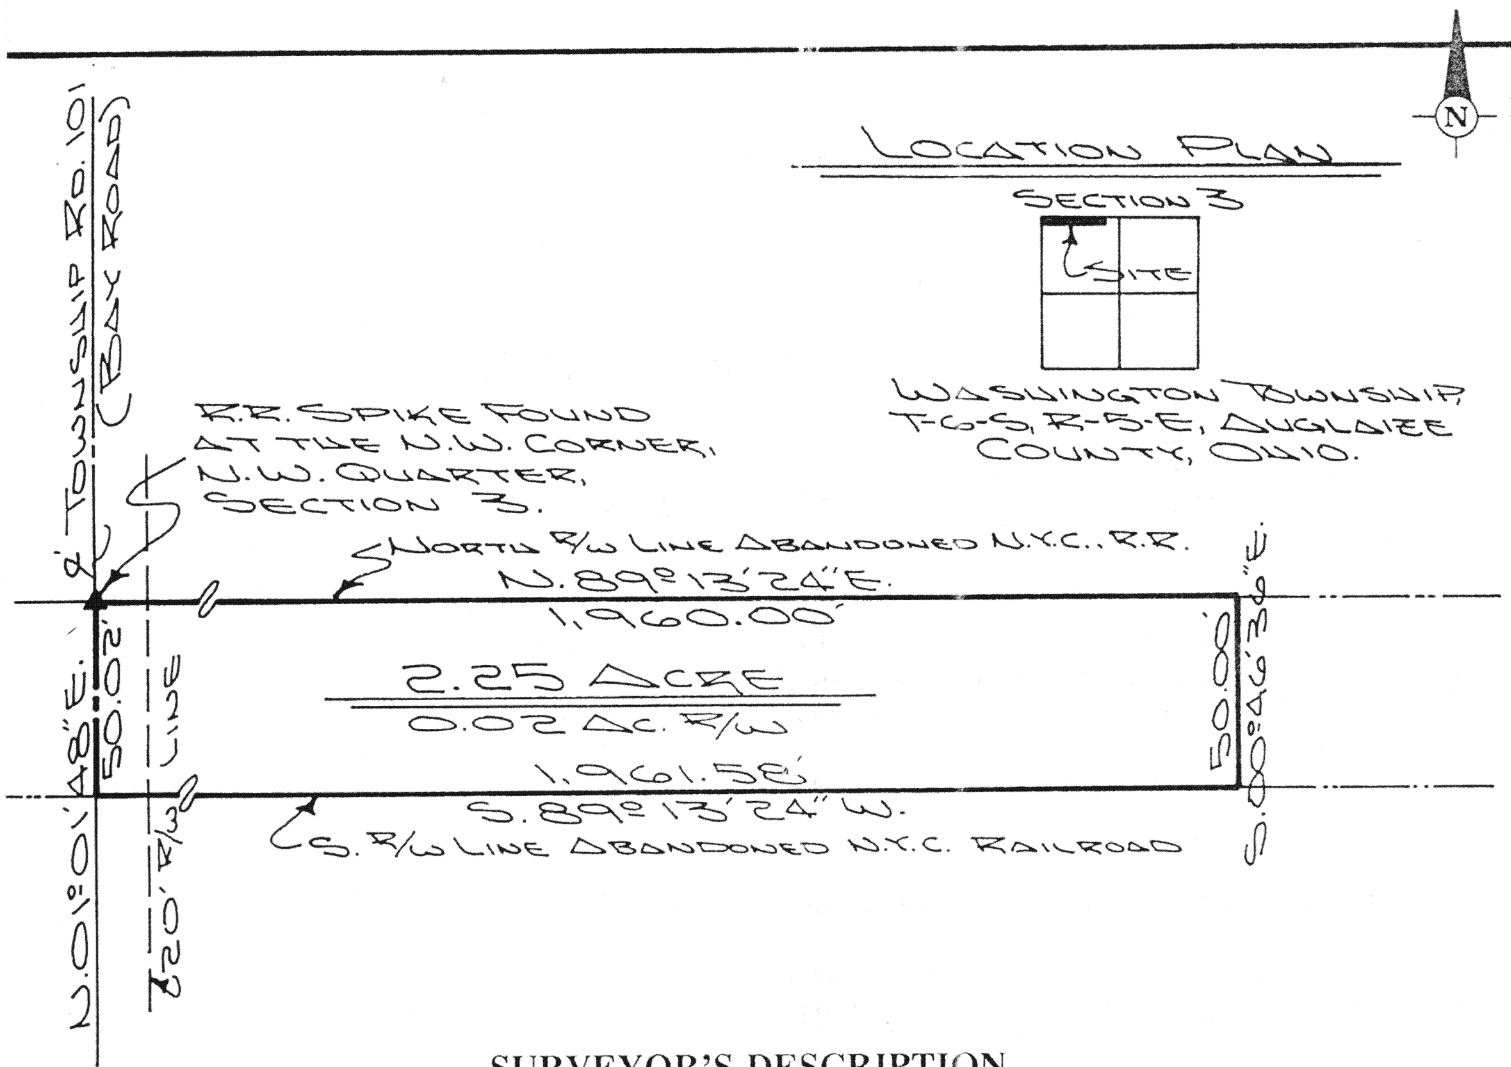 N
LOCATION PLAN
SECTION 3
SITE
WASHINGTON TOWNSHIP,
T-6-S, R-5-E, AUGLAIZE
COUNTY, OHIO.
℄ TOWNSHIP RD. 101
(BAY ROAD)
R.R. SPIKE FOUND
AT THE N.W. CORNER,
N.W. QUARTER,
SECTION 3.
NORTH R/W LINE ABANDONED N.Y.C. R.R.
N. 89° 13' 24" E.
1,960.00'
2.25 ACRE
0.02 AC. R/W
1,961.58'
S. 89° 13' 24" W.
S. R/W LINE ABANDONED N.Y.C. RAILROAD
N. 01° 01' 48" E.
50.02'
20' R/W LINE
50.00'
S. 00° 46' 36" E.
SURVEYOR'S DESCRIPTION